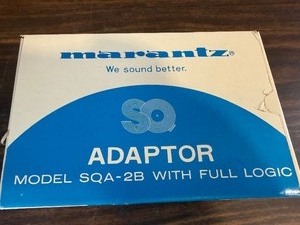 marantz®
We sound better.
SQ
ADAPTOR
MODEL SQA-2B WITH FULL LOGIC